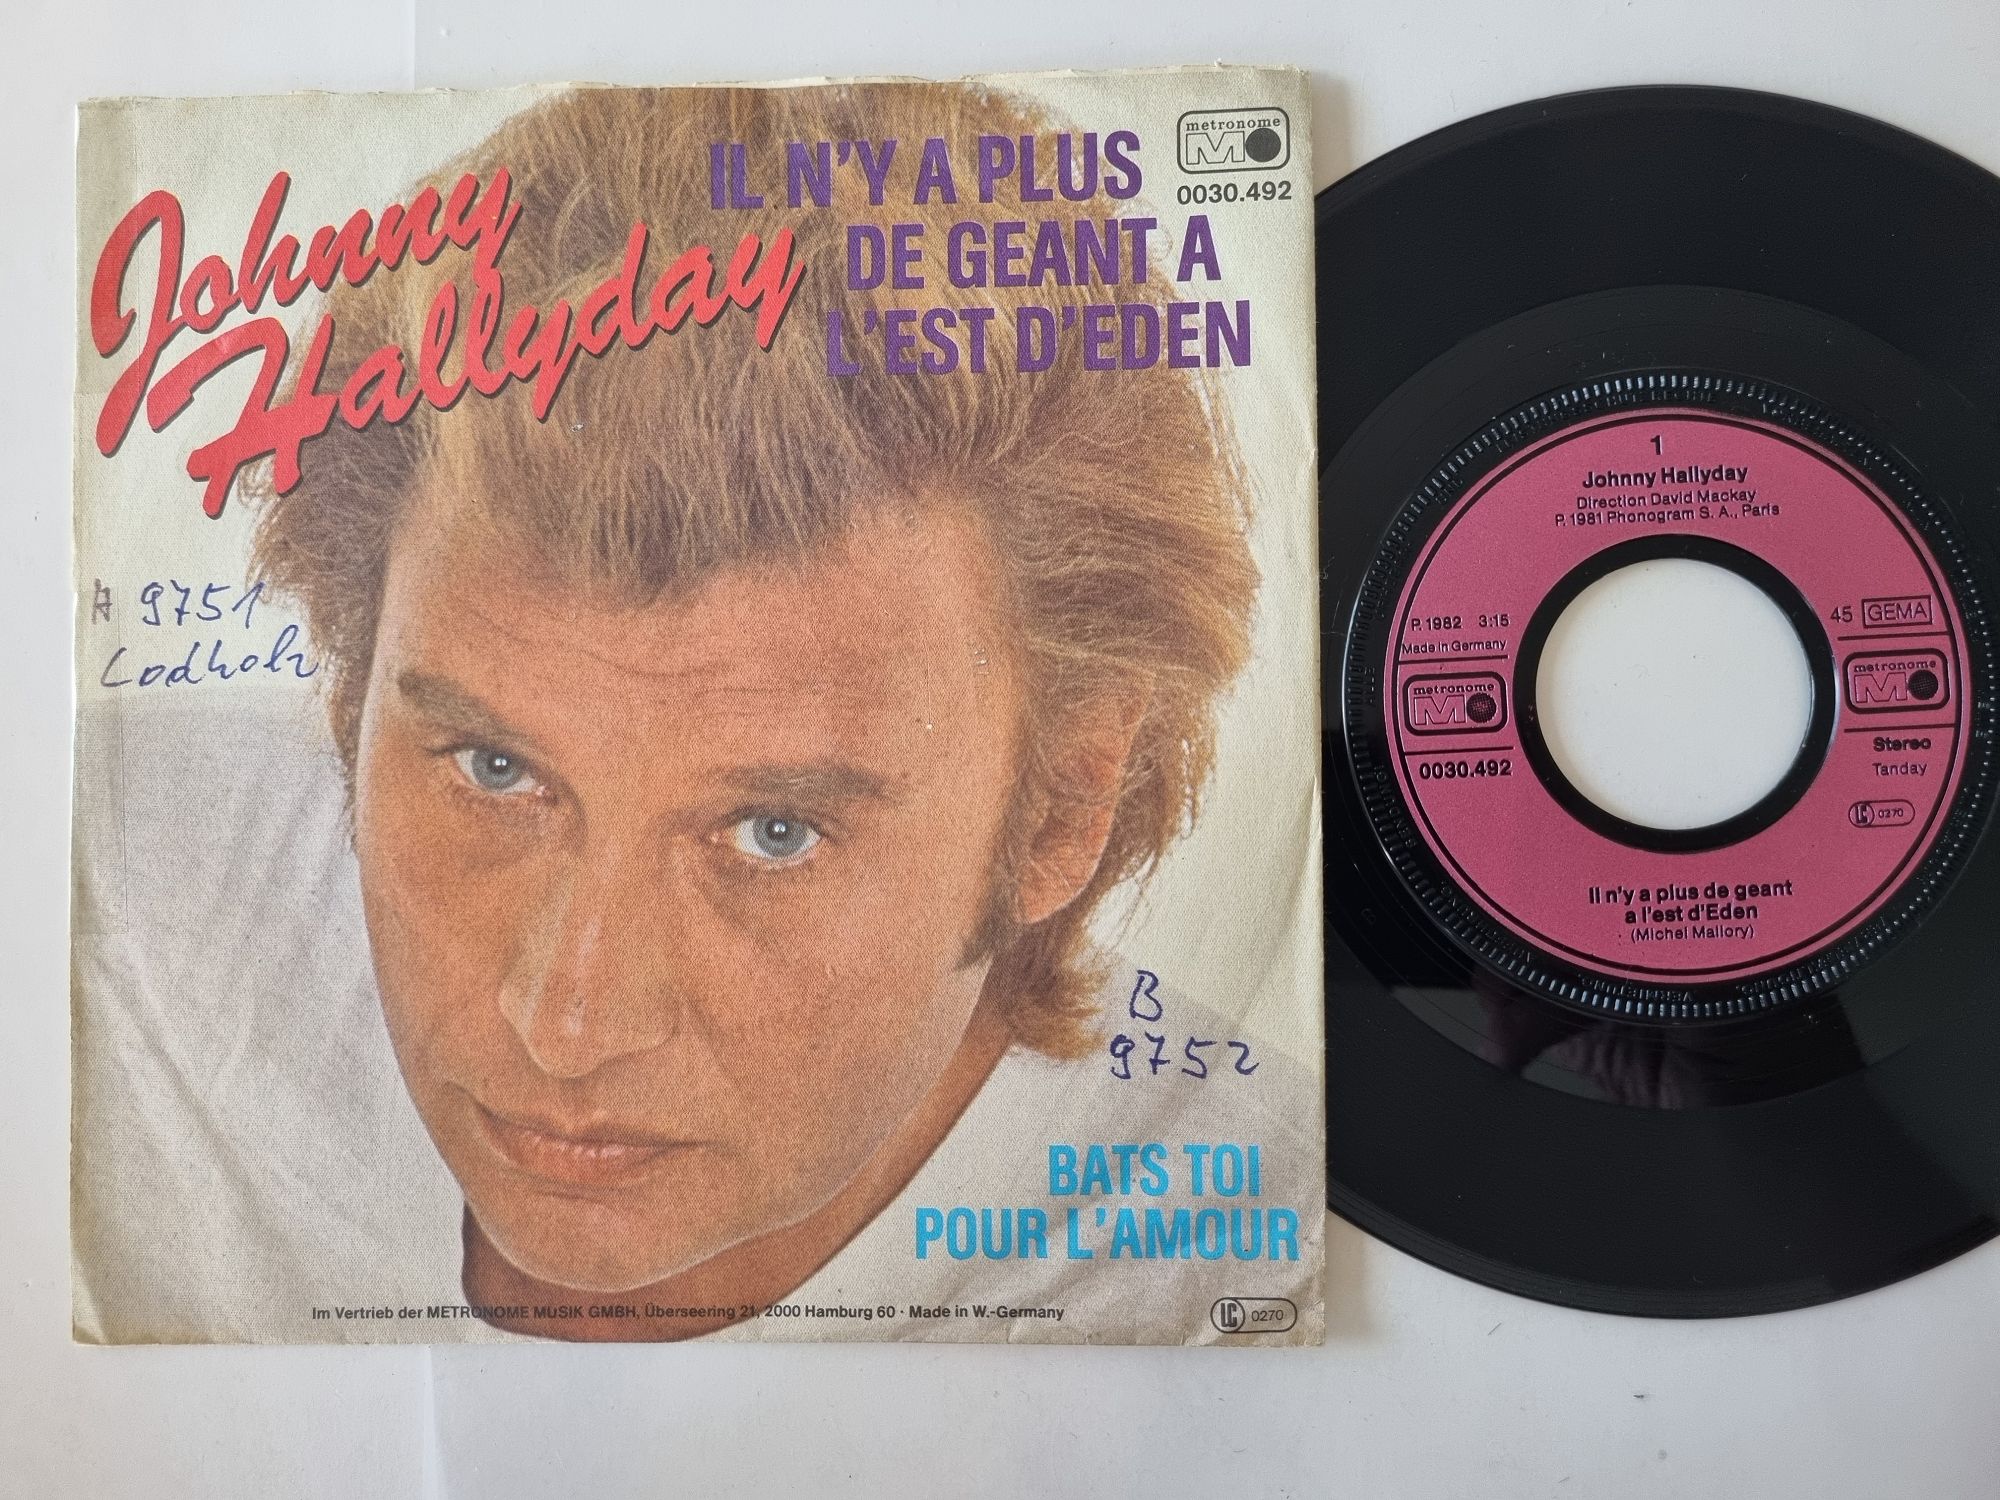 Johnny
Hallyday
IL N'Y A PLUS
DE GEANT A
L'EST D'EDEN
metronome
0030.492
A 9751
Lodholz
B
9752
BATS TOI
POUR L'AMOUR
Im Vertrieb der METRONOME MUSIK GMBH, Überseering 21, 2000 Hamburg 60 · Made in W.-Germany
LC 0270
1
Johnny Hallyday
Direction David Mackay
P. 1981 Phonogram S. A., Paris
P. 1982 3:15
Made in Germany
metronome
0030.492
45 GEMA
metronome
Stereo
Tanday
LC 0270
Il n'y a plus de geant
a l'est d'Eden
(Michel Mallory)